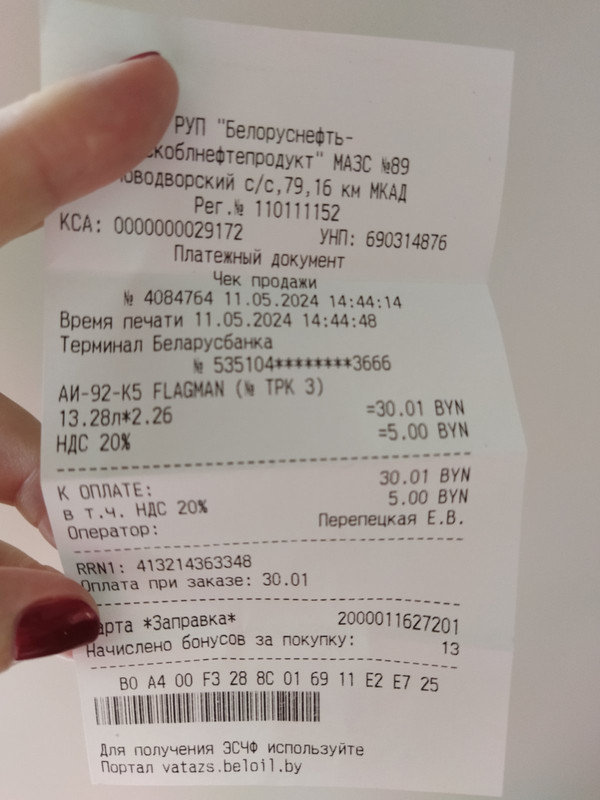 РУП "Белоруснефть-
скоблнефтепродукт" МАЗС №89
оводворский с/с,79,16 км МКАД
Рег.№ 110111152
КСА: 0000000029172 УНП: 690314876
Платежный документ
Чек продажи
№ 4084764 11.05.2024 14:44:14
Время печати 11.05.2024 14:44:48
Терминал Беларусбанка
№ 535104********3666
АИ-92-К5 FLAGMAN (№ ТРК 3)
13.28л*2.26 =30.01 BYN
НДС 20% =5.00 BYN
К ОПЛАТЕ: 30.01 BYN
в т.ч. НДС 20% 5.00 BYN
Оператор: Перепецкая Е.В.
RRN1: 413214363348
Оплата при заказе: 30.01
арта *Заправка* 2000011627201
Начислено бонусов за покупку: 13
B0 A4 00 F3 28 8C 01 69 11 E2 E7 25
Для получения ЭСЧФ используйте
Портал vatazs.beloil.by